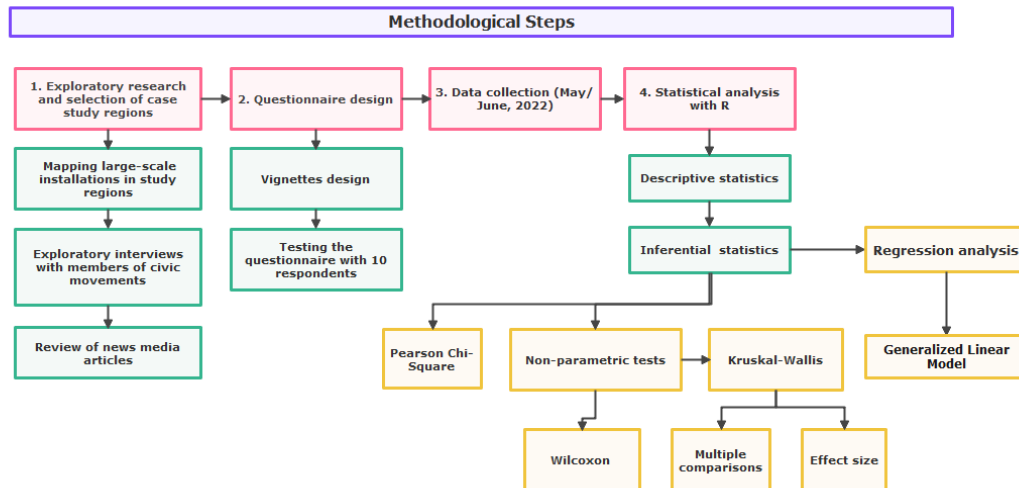 Methodological Steps
1. Exploratory research
and selection of case
study regions
2. Questionnaire design
3. Data collection (May/
June, 2022)
4. Statistical analysis
with R
Mapping large-scale
installations in study
regions
Vignettes design
Descriptive statistics
Exploratory interviews
with members of civic
movements
Testing the
questionnaire with 10
respondents
Inferential statistics
Regression analysis
Review of news media
articles
Pearson Chi-
Square
Non-parametric tests
Kruskal-Wallis
Generalized Linear
Model
Wilcoxon
Multiple
comparisons
Effect size